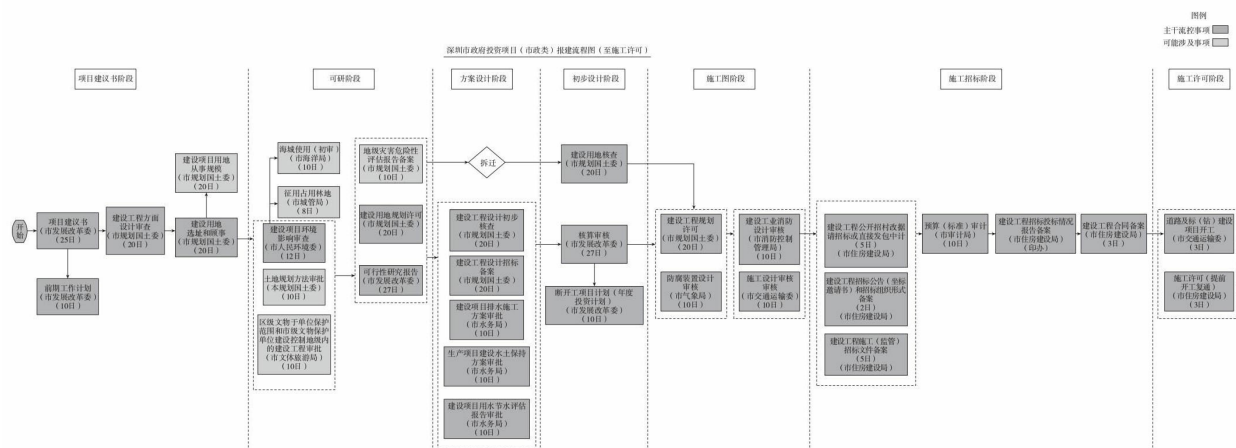 图例
主干流控事项
可能涉及事项
深圳市政府投资项目（市政类）报建流程图（至施工许可）
项目建议书阶段
可研阶段
方案设计阶段
初步设计阶段
施工图阶段
施工招标阶段
施工许可阶段
开始
项目建议书
（市发展改革委）
（25日）
前期工作计划
（市发展改革委）
（10日）
建设工程方面
设计审查
（市规划国土委）
（20日）
建设项目用地
从事规模
（市规划国土委）
（20日）
建设用地
选址和顾事
（市规划国土委）
（20日）
海域使用（初审）
（市海洋局）
（10日）
征用占用林地
（市城管局）
（8日）
建设项目环境
影响审查
（市人民环境委）
（12日）
土地规划方法审批
（本规划国土委）
（10日）
区级文物于单位保护
范围和市级文物保护
单位建设控制地级内
的建设工程审批
（市文体旅游局）
（10日）
地级灾害危险性
评估报告备案
（市规划国土委）
（10日）
建设用地规划许可
（市规划国土委）
（20日）
可行性研究报告
（市发展改革委）
（27日）
拆迁
建设工程设计初步
核查
（市规划国土委）
（20日）
建设工程设计招标
备案
（市规划国土委）
（20日）
建设项目排水施工
方案审批
（市水务局）
（10日）
生产项目建设水土保持
方案审批
（市水务局）
（10日）
建设项目用水节水评估
报告审批
（市水务局）
（10日）
建设用地核查
（市规划国土委）
（20日）
核算审核
（市发展改革委）
（27日）
断开工项目计划（年度
投资计划）
（市发展改革委）
（10日）
建设工程规划
许可
（市规划国土委）
（20日）
防腐装置设计
审核
（市气象局）
（10日）
建设工业消防
设计审核
（市消防控制
管理局）
（10日）
施工设计审核
（市交通运输委）
（10日）
建设工程公开招村改据
请招标或直接发包中计
（5日）
（市住房建设局）
建设工程招标公告（坐标
邀请书）和招标组织形式
备案
（2日）
（市住房建设局）
建设工程施工（监管）
招标文件备案
（5日）
（市住房建设局）
预算（标准）审计
（市审计局）
（10日）
建设工程招标投标情况
报告备案
（市住房建设局）
（印办）
建设工程合同备案
（市住房建设局）
（3日）
道路及标（钻）建设
项目开工
（市交通运输委）
（3日）
施工许可（提前
开工复通）
（市住房建设局）
（3日）